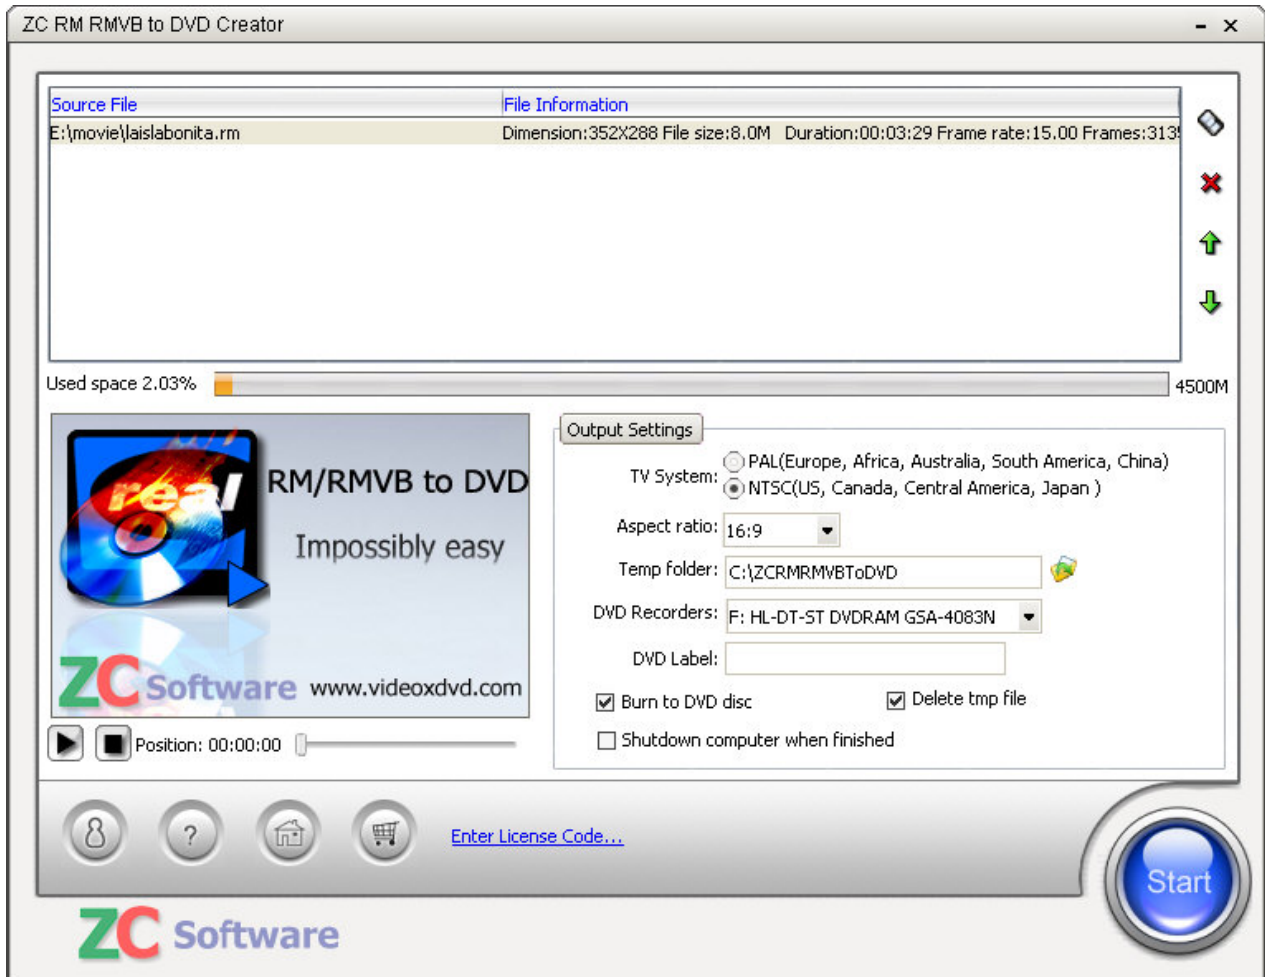 ZC RM RMVB to DVD Creator
Source File File Information
E:\movie\laislabonita.rm Dimension:352X288 File size:8.0M Duration:00:03:29 Frame rate:15.00 Frames:3135
Used space 2.03% 4500M
real
RM/RMVB to DVD
Impossibly easy
ZC Software www.videoxdvd.com
Position: 00:00:00
Output Settings
TV System: PAL(Europe, Africa, Australia, South America, China)
NTSC(US, Canada, Central America, Japan )
Aspect ratio: 16:9
Temp folder: C:\ZCRMRMVBToDVD
DVD Recorders: F: HL-DT-ST DVDRAM GSA-4083N
DVD Label:
Burn to DVD disc Delete tmp file
Shutdown computer when finished
?
Enter License Code...
Start
ZC Software